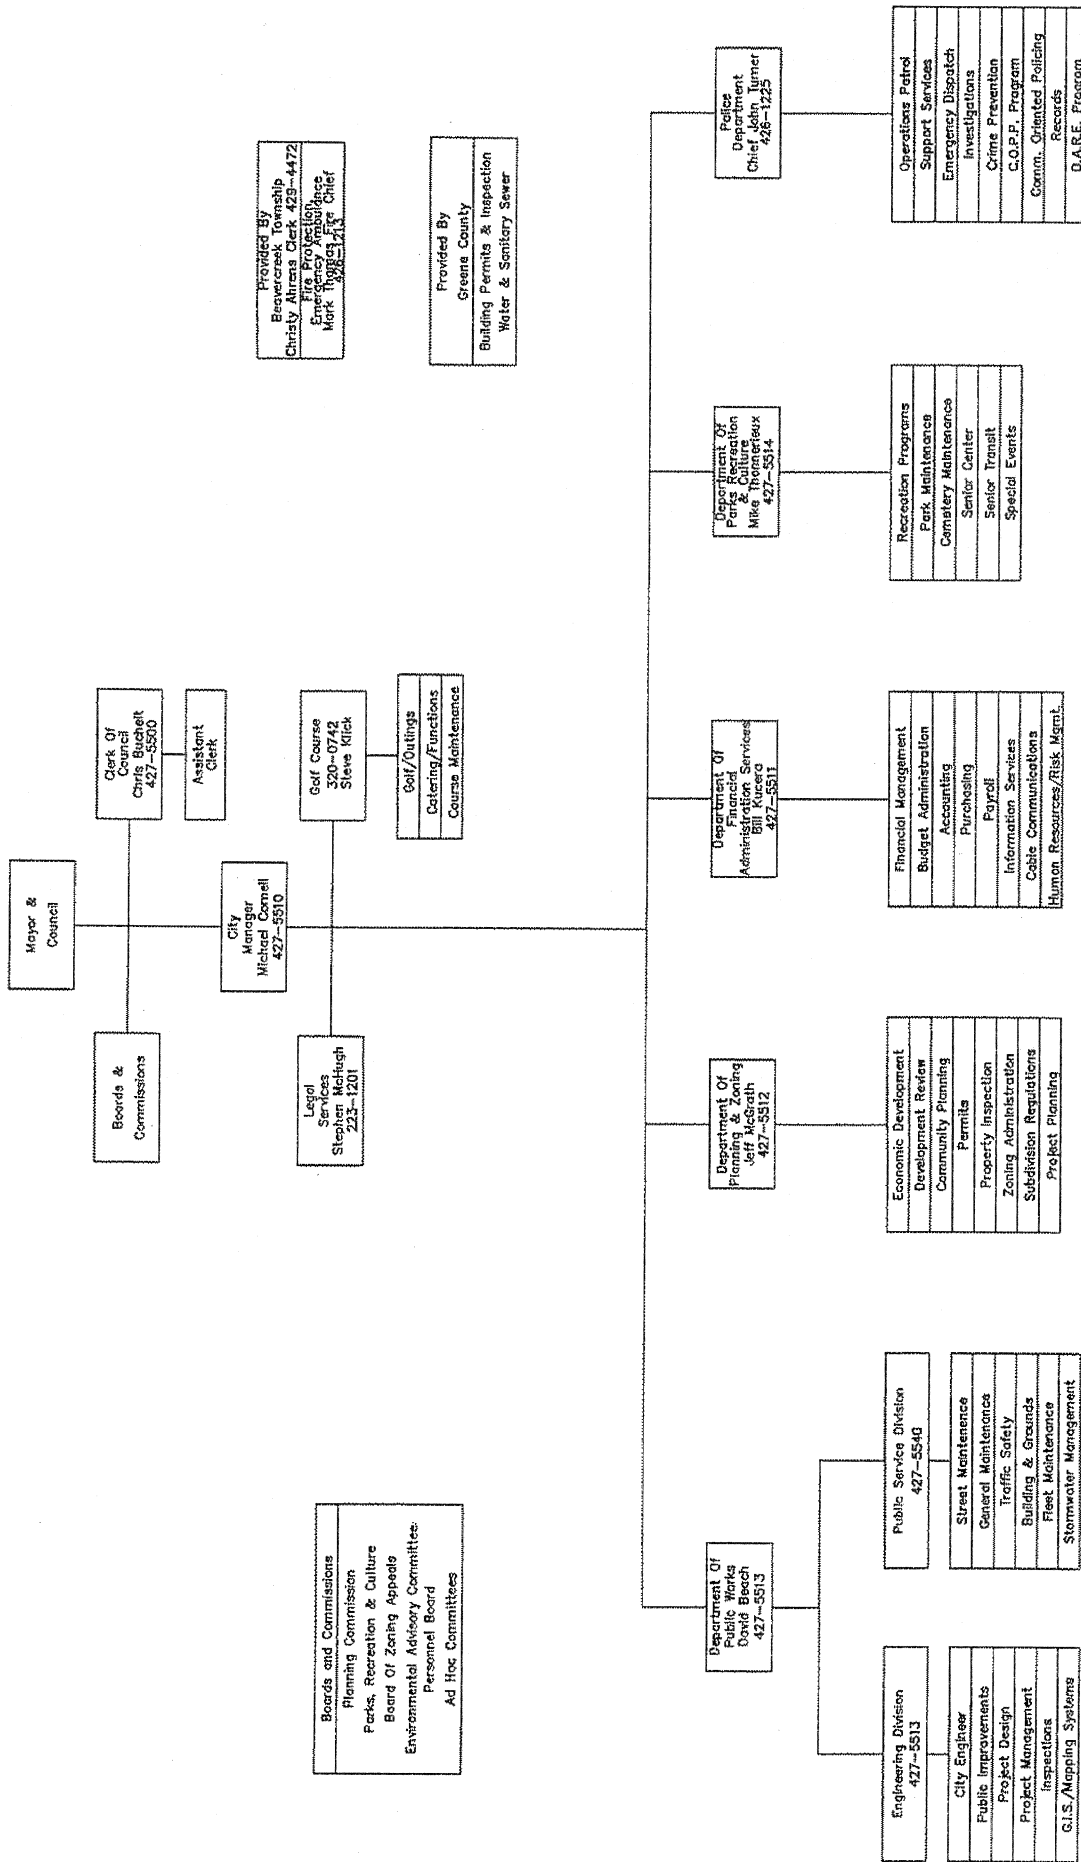 Mayor &
Council
Boards &
Commissions
Clerk Of
Council
Chris Bucheit
427-5500
Assistant
Clerk
City
Manager
Michael Cornell
427-5510
Legal
Services
Stephen McHugh
223-1201
Golf Course
320-0742
Steve Klick
Golf/Outings
Catering/Functions
Course Maintenance
Boards and Commissions
Planning Commission
Parks, Recreation & Culture
Board Of Zoning Appeals
Environmental Advisory Committee
Personnel Board
Ad Hoc Committees
Provided By
Beavercreek Township
Christy Ahrens Clerk 429-4472
Fire Protection
Emergency Ambulance
Mark Thomas Fire Chief
426-1213
Provided By
Greene County
Building Permits & Inspection
Water & Sanitary Sewer
Department Of
Public Works
David Beach
427-5513
Engineering Division
427-5513
City Engineer
Public Improvements
Project Design
Project Management
Inspections
G.I.S./Mapping Systems
Public Service Division
427-5540
Street Maintenence
General Maintenance
Traffic Safety
Building & Grounds
Fleet Maintenance
Stormwater Management
Department Of
Planning & Zoning
Jeff McGrath
427-5512
Economic Development
Development Review
Community Planning
Permits
Property Inspection
Zoning Administration
Subdivision Regulations
Project Planning
Department Of
Financial
Administration Services
Bill Kucera
427-5511
Financial Management
Budget Administration
Accounting
Purchasing
Payroll
Information Services
Cable Communications
Human Resources/Risk Mgmt.
Department Of
Parks Recreation
& Culture
Mike Thonnerieux
427-5514
Recreation Programs
Park Maintenance
Cemetery Maintenance
Senior Center
Senior Transit
Special Events
Police
Department
Chief John Turner
426-1225
Operations Patrol
Support Services
Emergency Dispatch
Investigations
Crime Prevention
C.O.P.P. Program
Comm. Oriented Policing
Records
D.A.R.E. Program